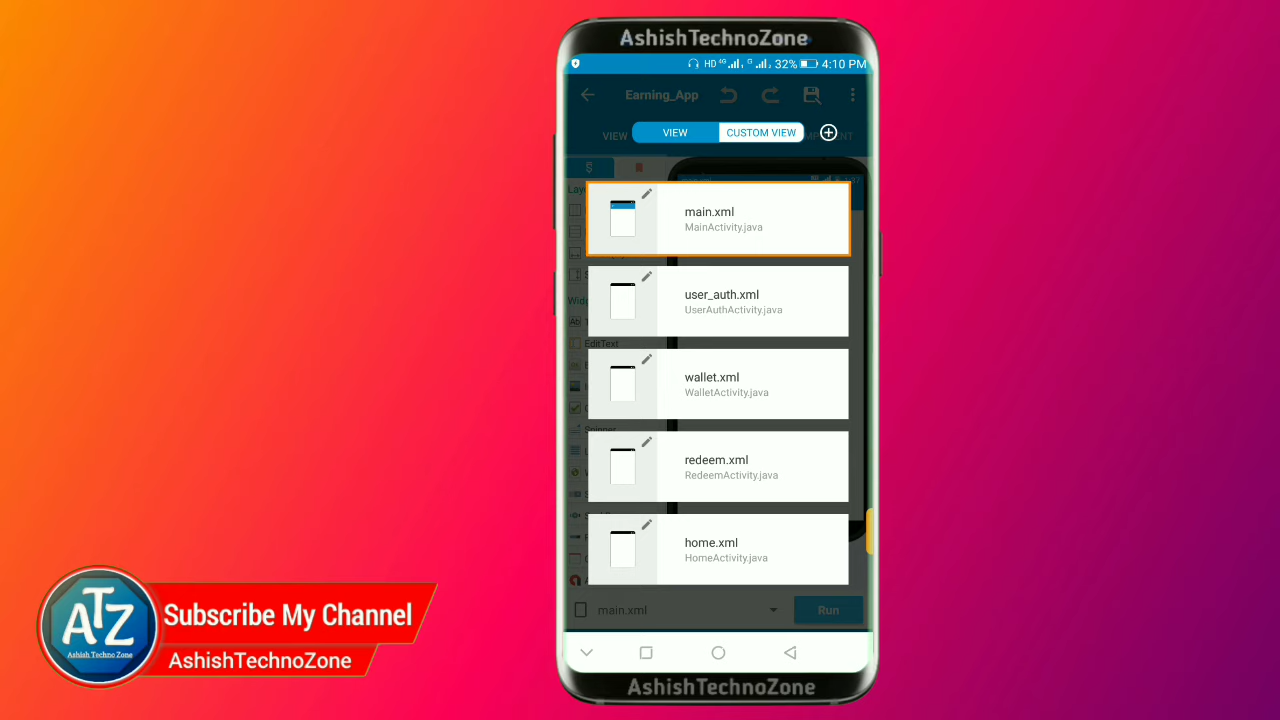 AshishTechnoZone
HD 4G 32% 4:10 PM
Earning_App
VIEW
VIEW
CUSTOM VIEW
main.xml
MainActivity.java
user_auth.xml
UserAuthActivity.java
EditText
wallet.xml
WalletActivity.java
Spinner
redeem.xml
RedeemActivity.java
home.xml
HomeActivity.java
main.xml
Run
AshishTechnoZone
ATZ
Ashish Techno Zone
Subscribe My Channel
AshishTechnoZone